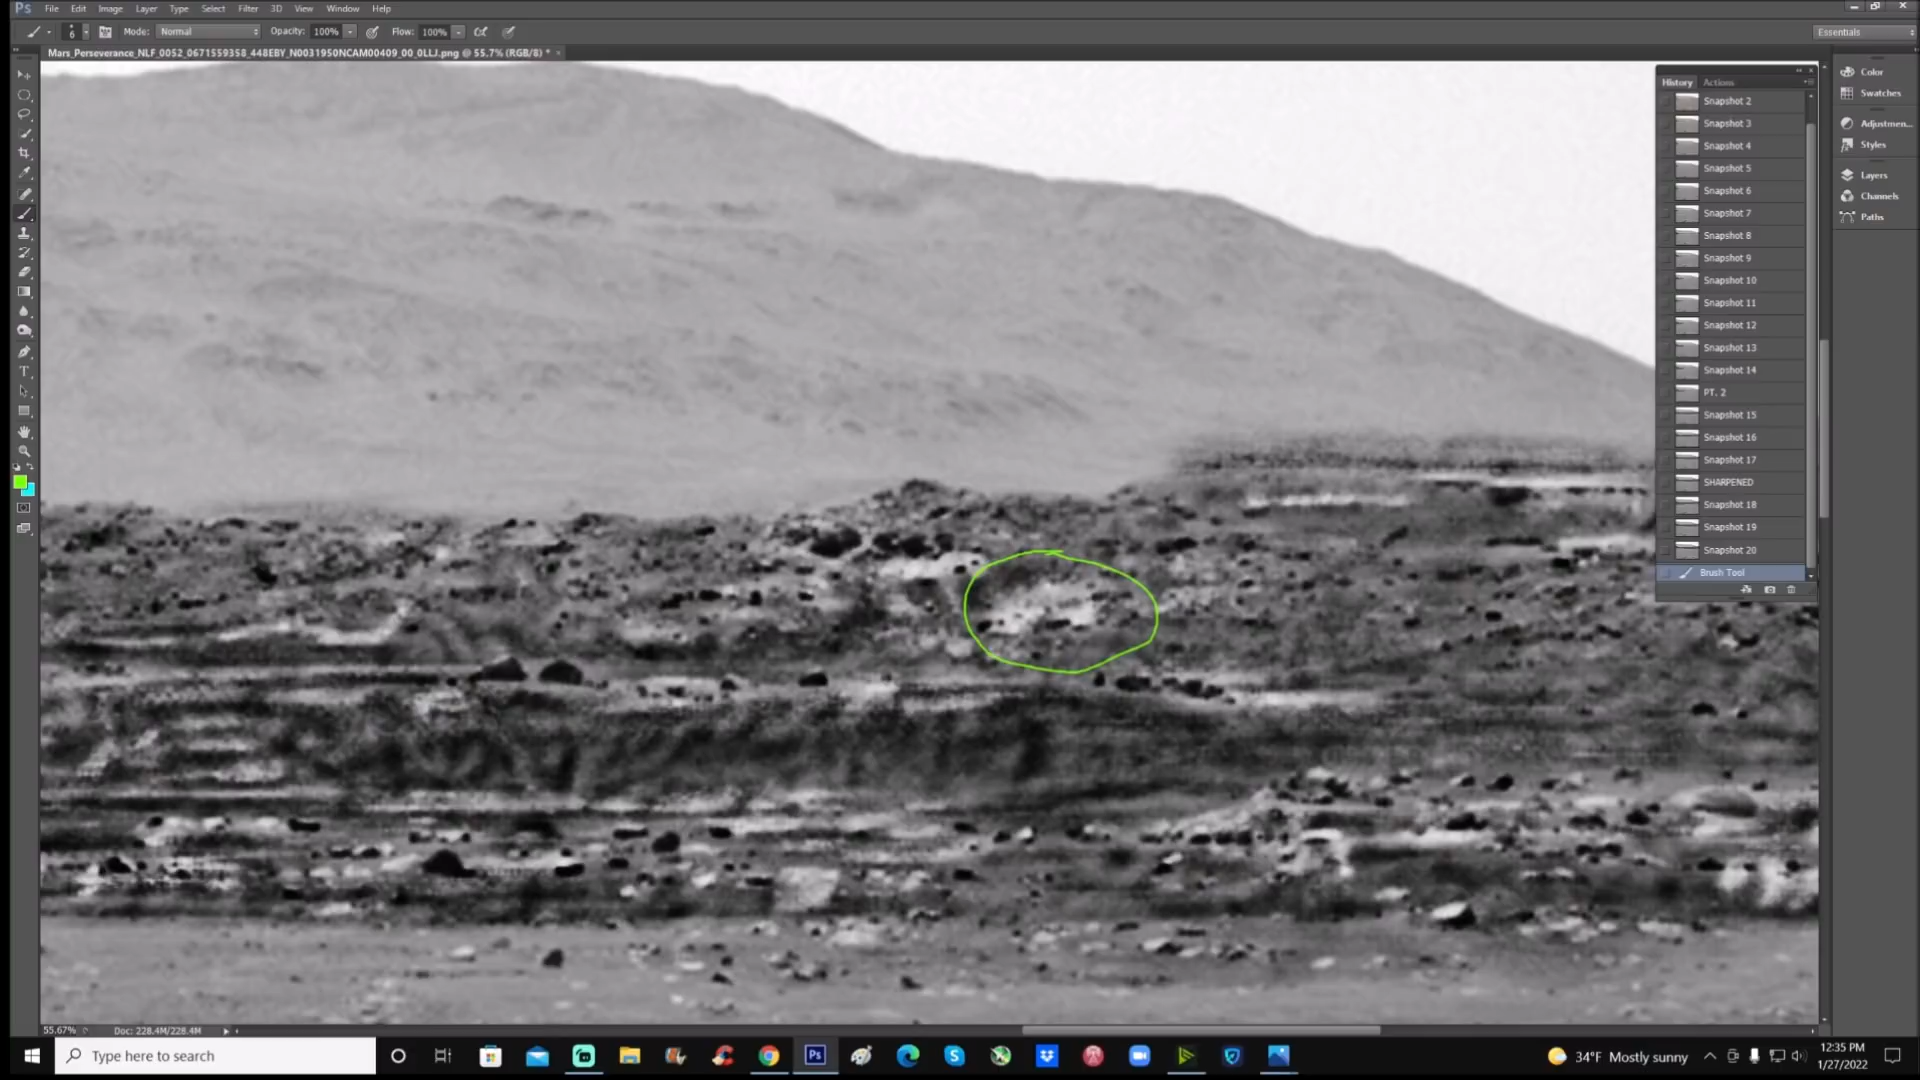 Ps File Edit Image Layer Type Select Filter 3D View Window Help
6 Mode: Normal Opacity: 100% Flow: 100% Essentials
Mars_Perseverance_NLF_0052_0671559358_448EBY_N0031950NCAM00409_00_0LLJ.png @ 55.7% (RGB/8) * ×
History Actions
Snapshot 2
Snapshot 3
Snapshot 4
Snapshot 5
Snapshot 6
Snapshot 7
Snapshot 8
Snapshot 9
Snapshot 10
Snapshot 11
Snapshot 12
Snapshot 13
Snapshot 14
PT. 2
Snapshot 15
Snapshot 16
Snapshot 17
SHARPENED
Snapshot 18
Snapshot 19
Snapshot 20
Brush Tool
Color
Swatches
Adjustmen...
Styles
Layers
Channels
Paths
55.67% Doc: 228.4M/228.4M
Type here to search
Ps
34°F Mostly sunny
12:35 PM
1/27/2022